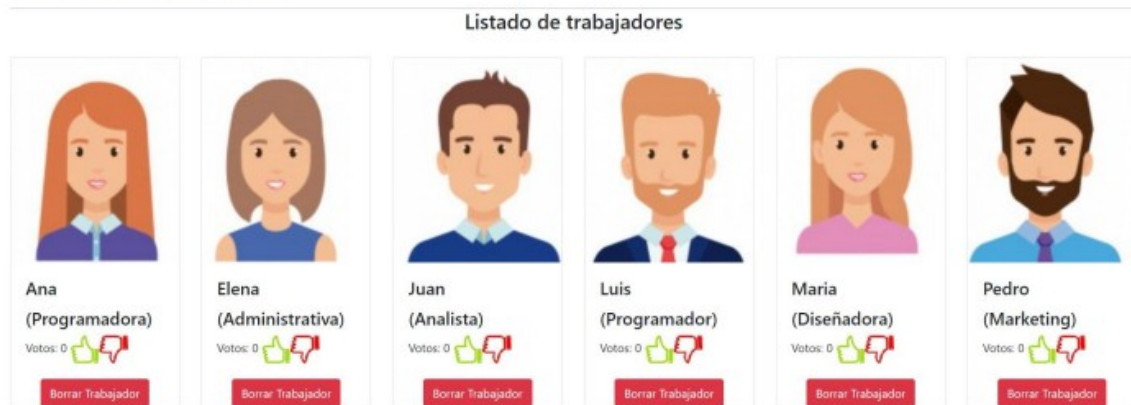 Listado de trabajadores
Ana
(Programadora)
Votos: 0
Borrar Trabajador
Elena
(Administrativa)
Votos: 0
Borrar Trabajador
Juan
(Analista)
Votos: 0
Borrar Trabajador
Luis
(Programador)
Votos: 0
Borrar Trabajador
Maria
(Diseñadora)
Votos: 0
Borrar Trabajador
Pedro
(Marketing)
Votos: 0
Borrar Trabajador